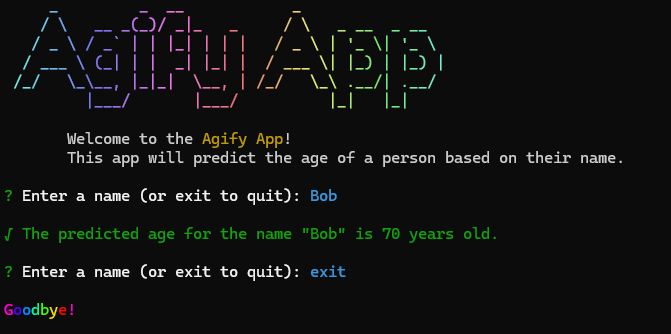 Agify App
Welcome to the Agify App!
This app will predict the age of a person based on their name.
? Enter a name (or exit to quit): Bob
√ The predicted age for the name "Bob" is 70 years old.
? Enter a name (or exit to quit): exit
Goodbye!